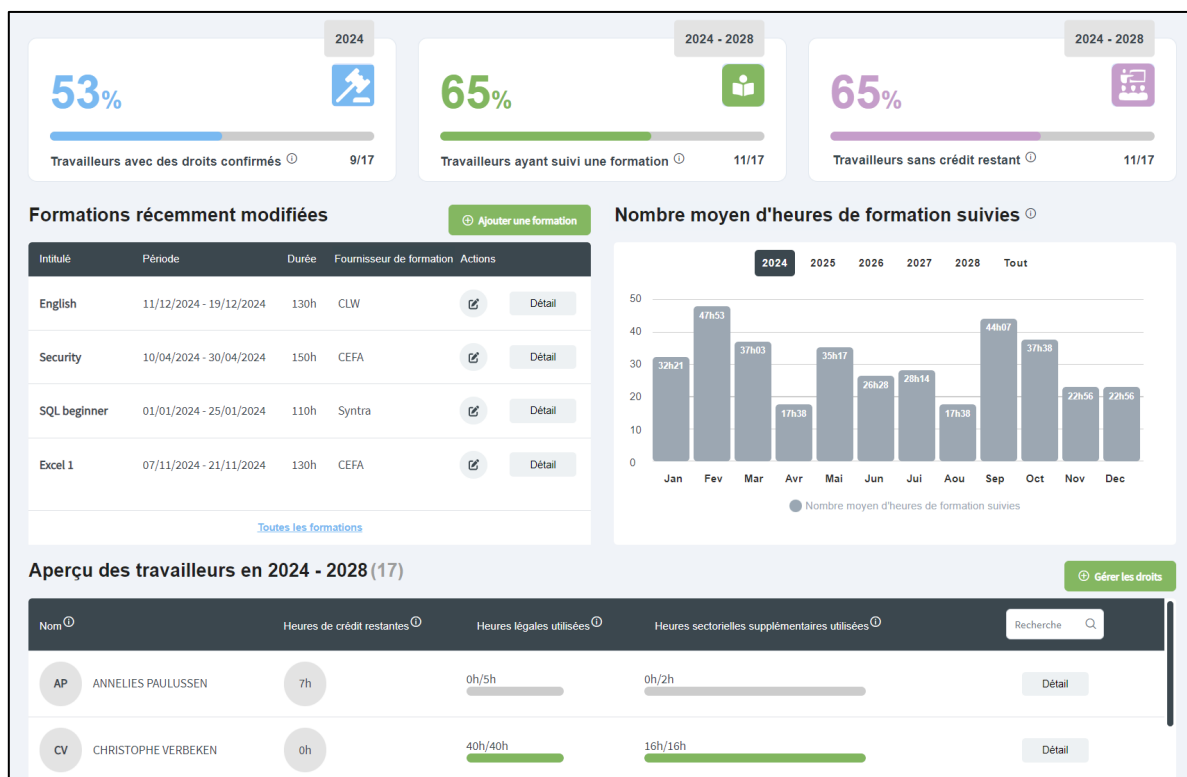 2024
53%
Travailleurs avec des droits confirmés 9/17
2024 - 2028
65%
Travailleurs ayant suivi une formation 11/17
2024 - 2028
65%
Travailleurs sans crédit restant 11/17
Formations récemment modifiées
Ajouter une formation
Intitulé Période Durée Fournisseur de formation Actions
English 11/12/2024 - 19/12/2024 130h CLW Détail
Security 10/04/2024 - 30/04/2024 150h CEFA Détail
SQL beginner 01/01/2024 - 25/01/2024 110h Syntra Détail
Excel 1 07/11/2024 - 21/11/2024 130h CEFA Détail
Toutes les formations
Nombre moyen d'heures de formation suivies
2024 2025 2026 2027 2028 Tout
50
40
30
20
10
0
32h21 47h53 37h03 17h38 35h17 26h28 28h14 17h38 44h07 37h38 22h56 22h56
Jan Fev Mar Avr Mai Jun Jui Aou Sep Oct Nov Dec
Nombre moyen d'heures de formation suivies
Aperçu des travailleurs en 2024 - 2028 (17)
Gérer les droits
Nom Heures de crédit restantes Heures légales utilisées Heures sectorielles supplémentaires utilisées Recherche
AP ANNELIES PAULUSSEN 7h 0h/5h 0h/2h Détail
CV CHRISTOPHE VERBEKEN 0h 40h/40h 16h/16h Détail